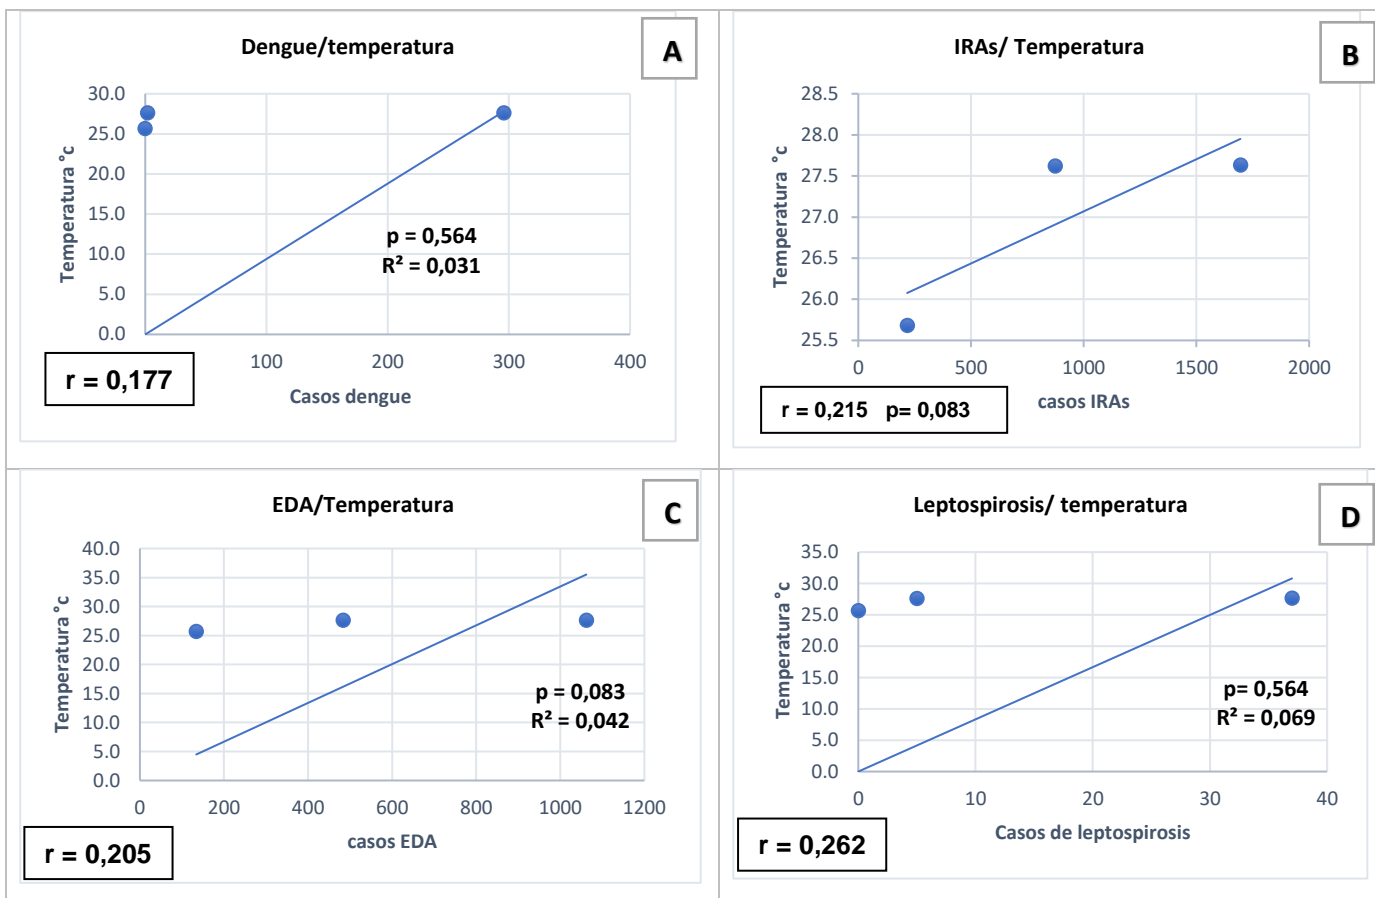 Dengue/temperatura
A
30.0
25.0
20.0
15.0
10.0
5.0
0.0
Temperatura °c
p = 0,564
R² = 0,031
100
200
300
400
Casos dengue
r = 0,177
IRAs/ Temperatura
B
28.5
28.0
27.5
27.0
26.5
26.0
25.5
Temperatura °c
0
500
1000
1500
2000
casos IRAs
r = 0,215 p= 0,083
EDA/Temperatura
C
40.0
35.0
30.0
25.0
20.0
15.0
10.0
5.0
0.0
Temperatura °c
p = 0,083
R² = 0,042
0
200
400
600
800
1000
1200
casos EDA
r = 0,205
Leptospirosis/ temperatura
D
35.0
30.0
25.0
20.0
15.0
10.0
5.0
0.0
Temperatura °c
p= 0,564
R² = 0,069
0
10
20
30
40
Casos de leptospirosis
r = 0,262